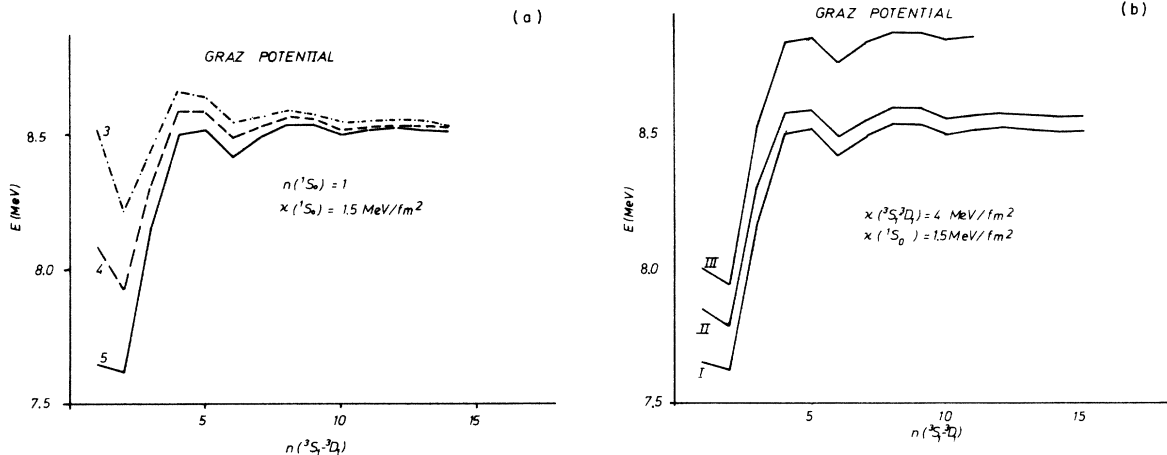 (a)
GRAZ POTENTIAL
8.5
8.0
7.5
E (MeV)
3
4
5
n(¹S₀) = 1
ϰ(¹S₀) = 1.5 MeV/fm²
5
10
15
n(³S₁-³D₁)
(b)
GRAZ POTENTIAL
8.5
8.0
7,5
E(MeV)
III
II
I
ϰ(³S₁³D₁) = 4 MeV/fm²
ϰ(¹S₀) = 1.5 MeV/fm²
5
10
15
n(³S₁-³D₁)